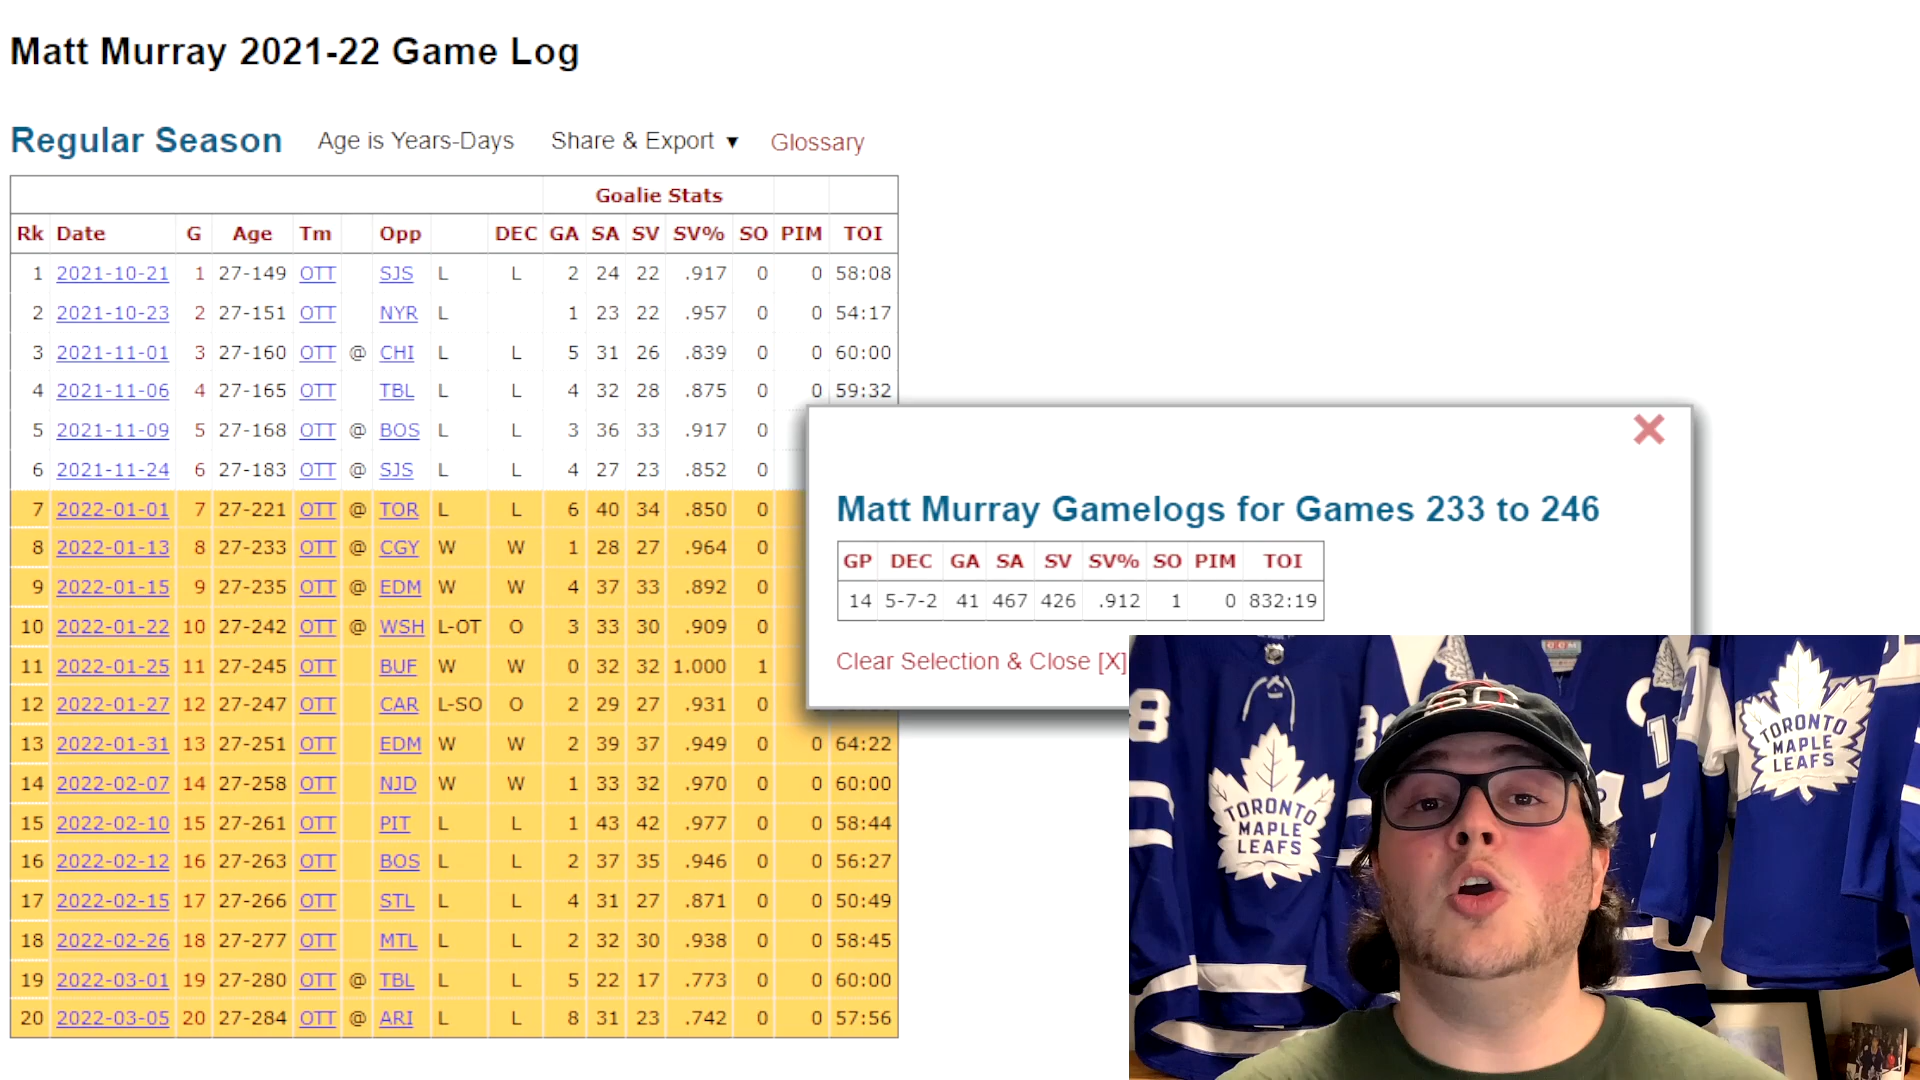 Matt Murray 2021-22 Game Log
Regular Season Age is Years-Days Share & Export ▼ Glossary
Goalie Stats
Rk Date G Age Tm Opp DEC GA SA SV SV% SO PIM TOI
1 2021-10-21 1 27-149 OTT SJS L L 2 24 22 .917 0 0 58:08
2 2021-10-23 2 27-151 OTT NYR L 1 23 22 .957 0 0 54:17
3 2021-11-01 3 27-160 OTT @ CHI L L 5 31 26 .839 0 0 60:00
4 2021-11-06 4 27-165 OTT TBL L L 4 32 28 .875 0 0 59:32
5 2021-11-09 5 27-168 OTT @ BOS L L 3 36 33 .917 0
6 2021-11-24 6 27-183 OTT @ SJS L L 4 27 23 .852 0
7 2022-01-01 7 27-221 OTT @ TOR L L 6 40 34 .850 0
8 2022-01-13 8 27-233 OTT @ CGY W W 1 28 27 .964 0
9 2022-01-15 9 27-235 OTT @ EDM W W 4 37 33 .892 0
10 2022-01-22 10 27-242 OTT @ WSH L-OT O 3 33 30 .909 0
11 2022-01-25 11 27-245 OTT BUF W W 0 32 32 1.000 1
12 2022-01-27 12 27-247 OTT CAR L-SO O 2 29 27 .931 0
13 2022-01-31 13 27-251 OTT EDM W W 2 39 37 .949 0 0 64:22
14 2022-02-07 14 27-258 OTT NJD W W 1 33 32 .970 0 0 60:00
15 2022-02-10 15 27-261 OTT PIT L L 1 43 42 .977 0 0 58:44
16 2022-02-12 16 27-263 OTT BOS L L 2 37 35 .946 0 0 56:27
17 2022-02-15 17 27-266 OTT STL L L 4 31 27 .871 0 0 50:49
18 2022-02-26 18 27-277 OTT MTL L L 2 32 30 .938 0 0 58:45
19 2022-03-01 19 27-280 OTT @ TBL L L 5 22 17 .773 0 0 60:00
20 2022-03-05 20 27-284 OTT @ ARI L L 8 31 23 .742 0 0 57:56
Matt Murray Gamelogs for Games 233 to 246
GP DEC GA SA SV SV% SO PIM TOI
14 5-7-2 41 467 426 .912 1 0 832:19
Clear Selection & Close [X]
TORONTO
MAPLE
LEAFS
TORONTO
MAPLE
LEAFS